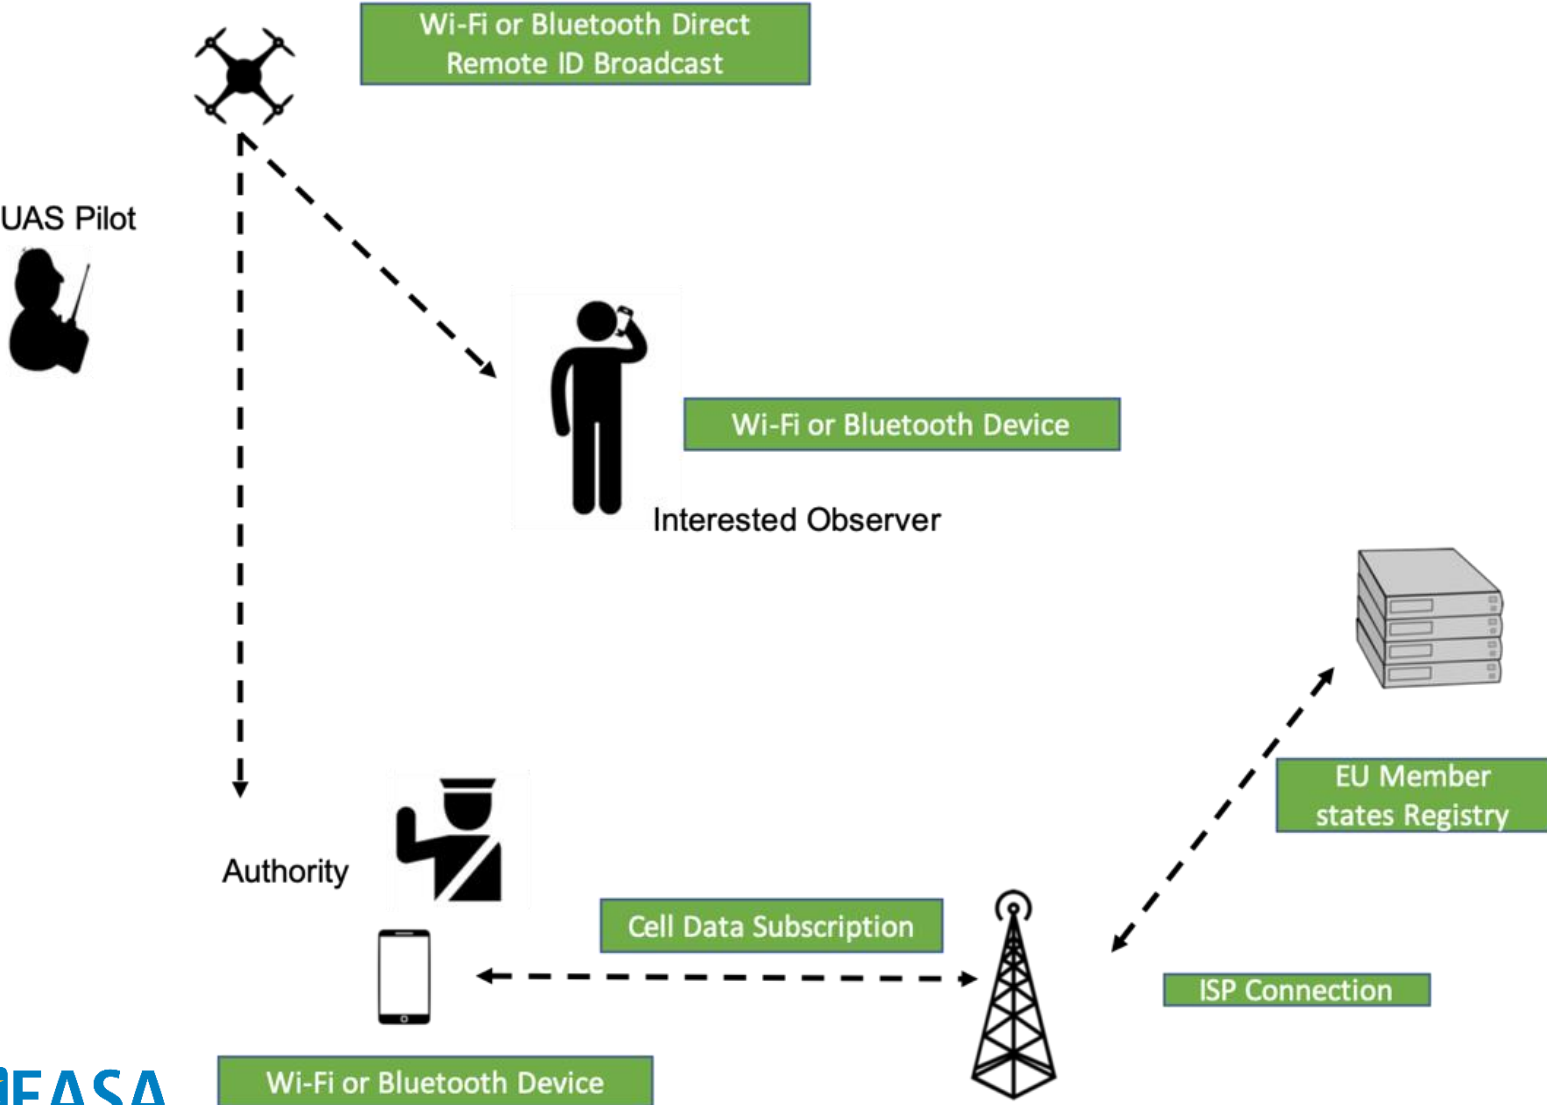 Wi-Fi or Bluetooth Direct
Remote ID Broadcast
UAS Pilot
Wi-Fi or Bluetooth Device
Interested Observer
EU Member
states Registry
Authority
Cell Data Subscription
ISP Connection
Wi-Fi or Bluetooth Device
EASA